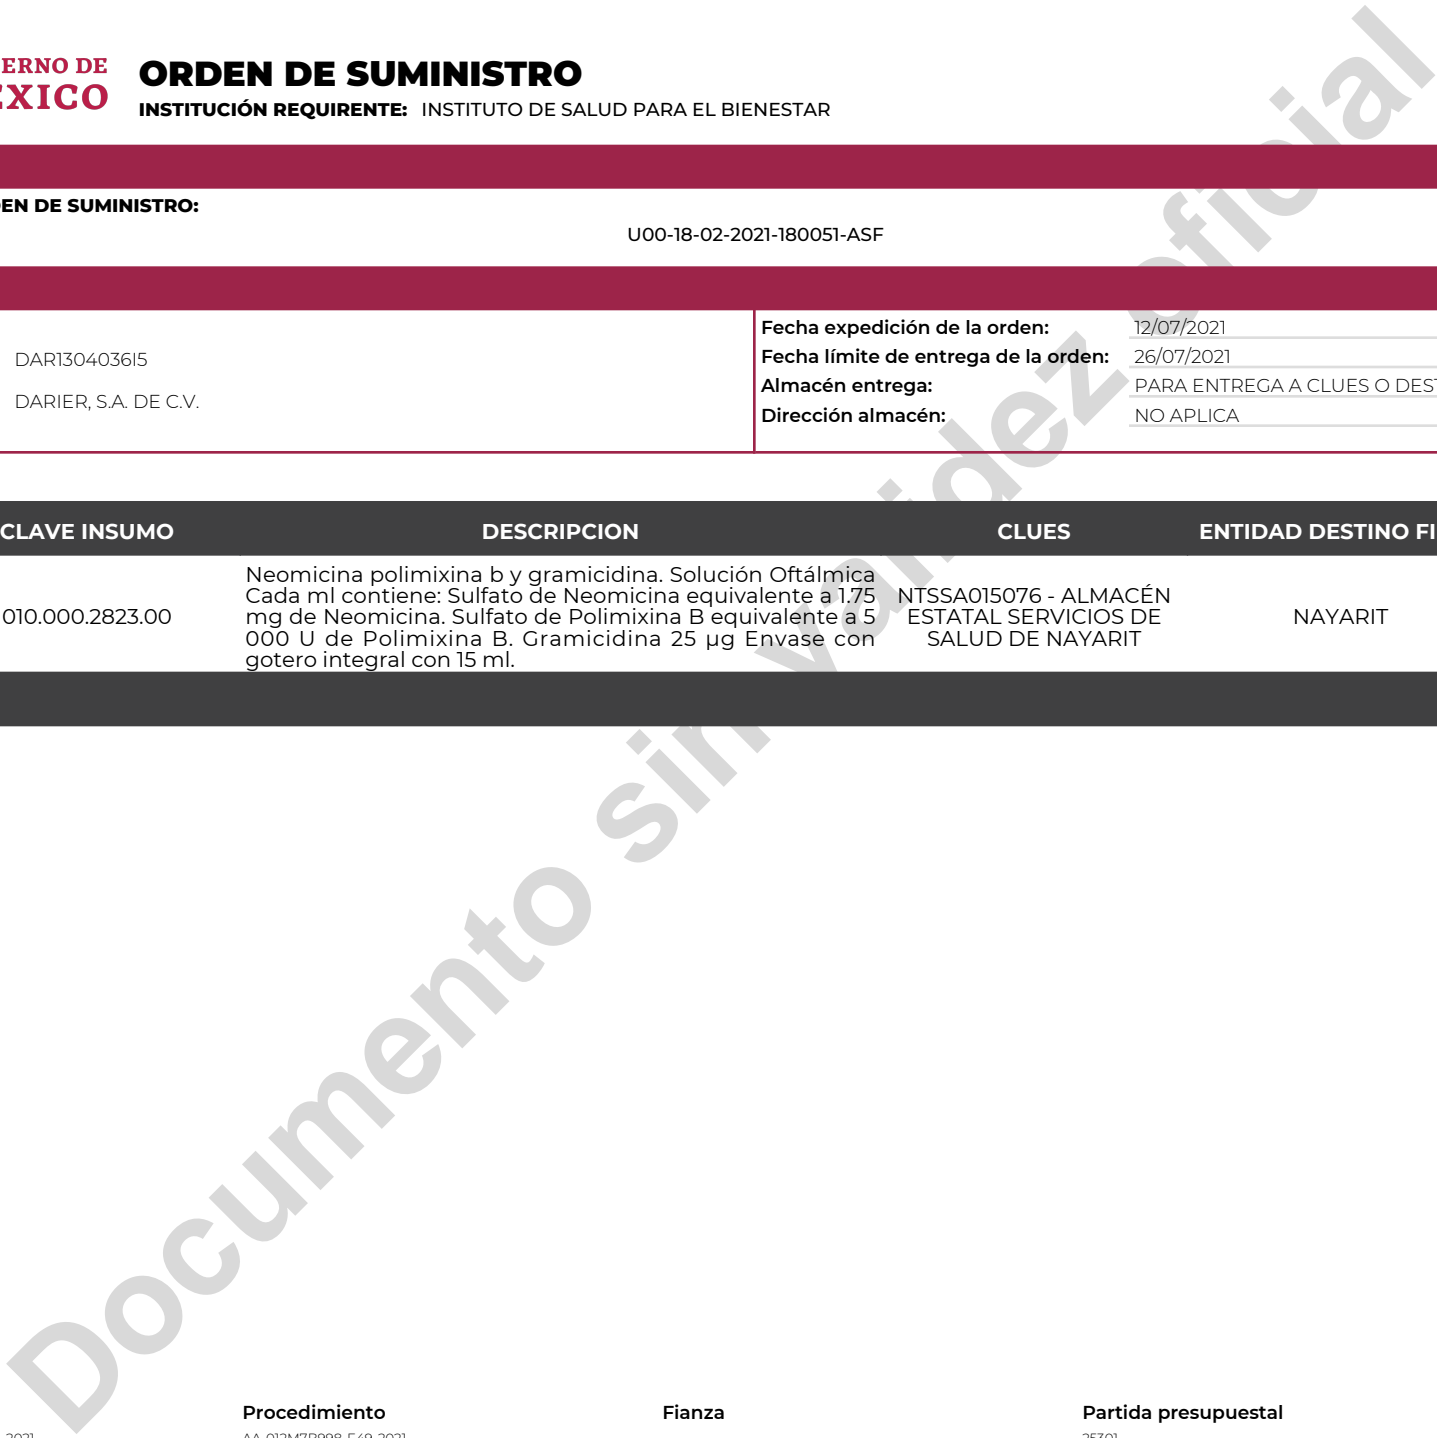 ERNO DE
EXICO
ORDEN DE SUMINISTRO
INSTITUCIÓN REQUIRENTE: INSTITUTO DE SALUD PARA EL BIENESTAR
EN DE SUMINISTRO:
U00-18-02-2021-180051-ASF
DAR1304036I5
DARIER, S.A. DE C.V.
Fecha expedición de la orden: 12/07/2021
Fecha límite de entrega de la orden: 26/07/2021
Almacén entrega: PARA ENTREGA A CLUES O DEST
Dirección almacén: NO APLICA
CLAVE INSUMO DESCRIPCION CLUES ENTIDAD DESTINO FI
010.000.2823.00
Neomicina polimixina b y gramicidina. Solución Oftálmica
Cada ml contiene: Sulfato de Neomicina equivalente a 1.75
mg de Neomicina. Sulfato de Polimixina B equivalente a 5
000 U de Polimixina B. Gramicidina 25 µg Envase con
gotero integral con 15 ml.
NTSSA015076 - ALMACÉN
ESTATAL SERVICIOS DE
SALUD DE NAYARIT
NAYARIT
Documento sin validez oficial
Procedimiento Fianza Partida presupuestal